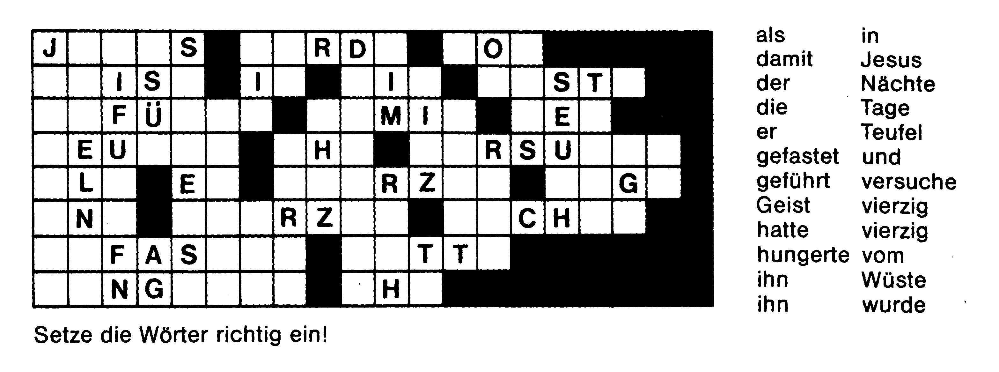 J S R D O
I S I I S T
F Ü M I E
E U H R S U
L E R Z G
N R Z C H
F A S T T
N G H
als in
damit Jesus
der Nächte
die Tage
er Teufel
gefastet und
geführt versuche
Geist vierzig
hatte vierzig
hungerte vom
ihn Wüste
ihn wurde
Setze die Wörter richtig ein!